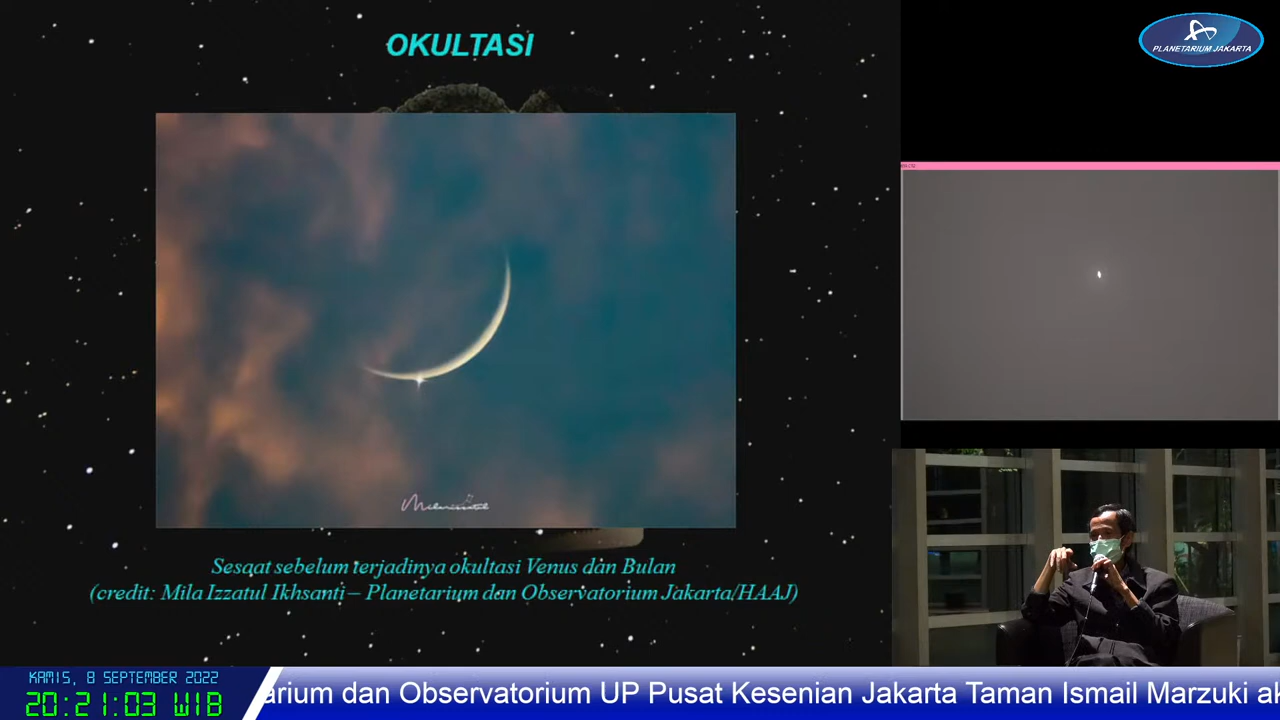 OKULTASI
PLANETARIUM JAKARTA
Sesaat sebelum terjadinya okultasi Venus dan Bulan
(credit: Mila Izzatul Ikhsanti – Planetarium dan Observatorium Jakarta/HAAJ)
KAMIS, 8 SEPTEMBER 2022
20:21:03 WIB
arium dan Observatorium UP Pusat Kesenian Jakarta Taman Ismail Marzuki ak